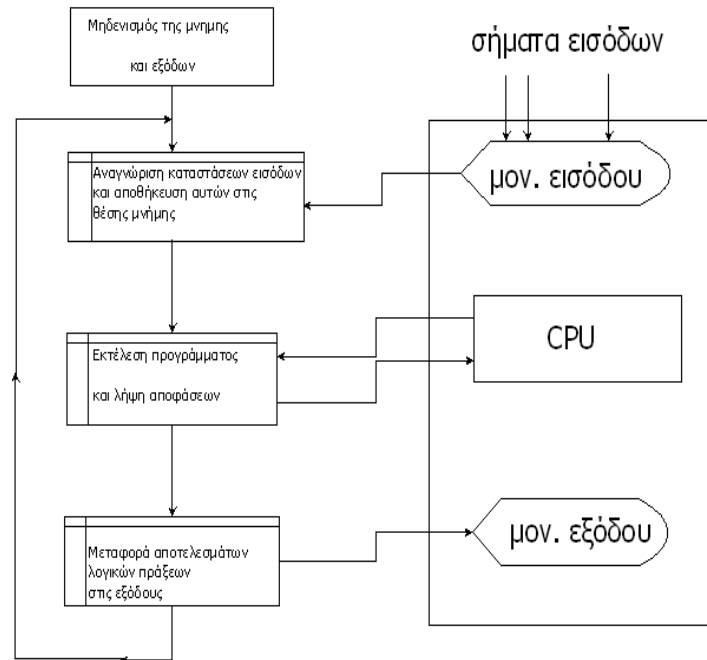 Μηδενισμός της μνημης
και εξόδων
σήματα εισόδων
Αναγνώριση καταστάσεων εισόδων
και αποθήκευση αυτών στις
θέσης μνήμης
μον. εισόδου
Εκτέλεση προγράμματος
και λήψη αποφάσεων
CPU
Μεταφορά αποτελεσμάτων
λογικών πράξεων
στις εξόδους
μον. εξόδου